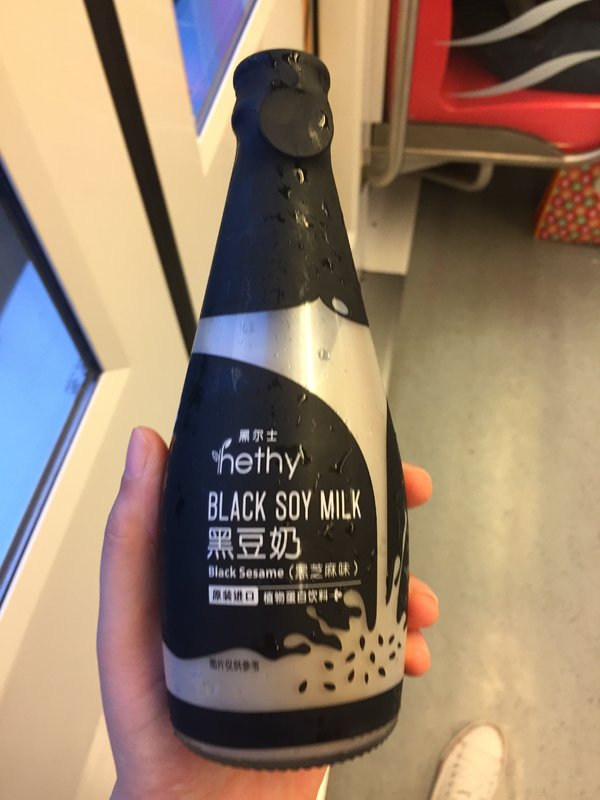 黑尔士
hethy
BLACK SOY MILK
黑豆奶
Black Sesame（黑芝麻味）
原装进口 植物蛋白饮料
图片仅供参考